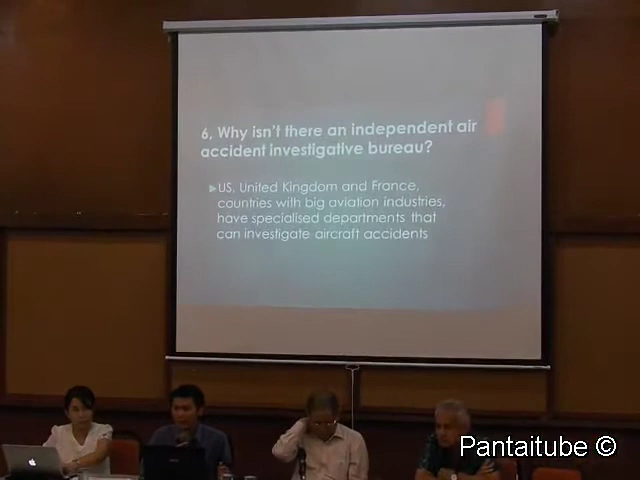 6, Why isn't there an independent air
accident investigative bureau?
US, United Kingdom and France,
countries with big aviation industries,
have specialised departments that
can investigate aircraft accidents
Pantaitube ©